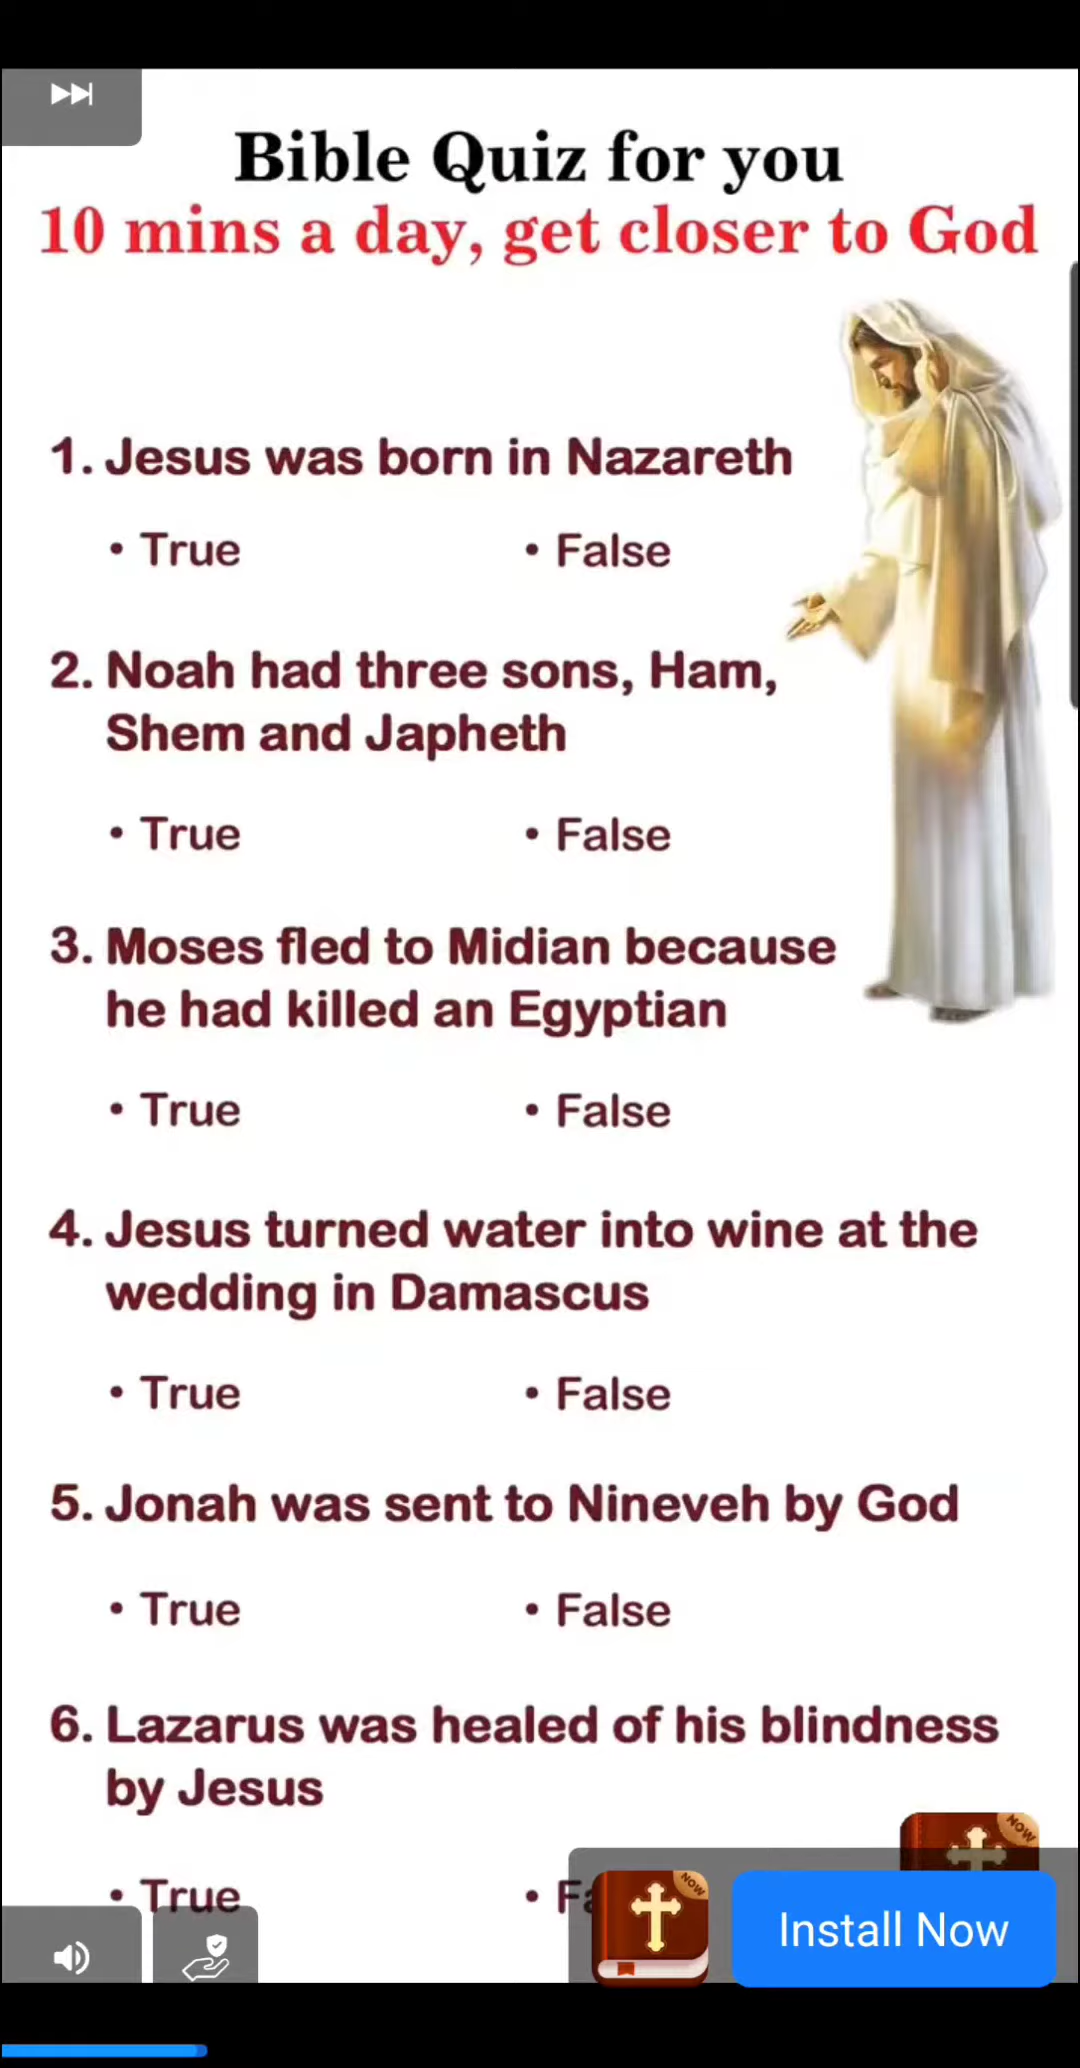 Bible Quiz for you
10 mins a day, get closer to God
1. Jesus was born in Nazareth
• True • False
2. Noah had three sons, Ham,
Shem and Japheth
• True • False
3. Moses fled to Midian because
he had killed an Egyptian
• True • False
4. Jesus turned water into wine at the
wedding in Damascus
• True • False
5. Jonah was sent to Nineveh by God
• True • False
6. Lazarus was healed of his blindness
by Jesus
NOW
• True • Fa
NOW
Install Now